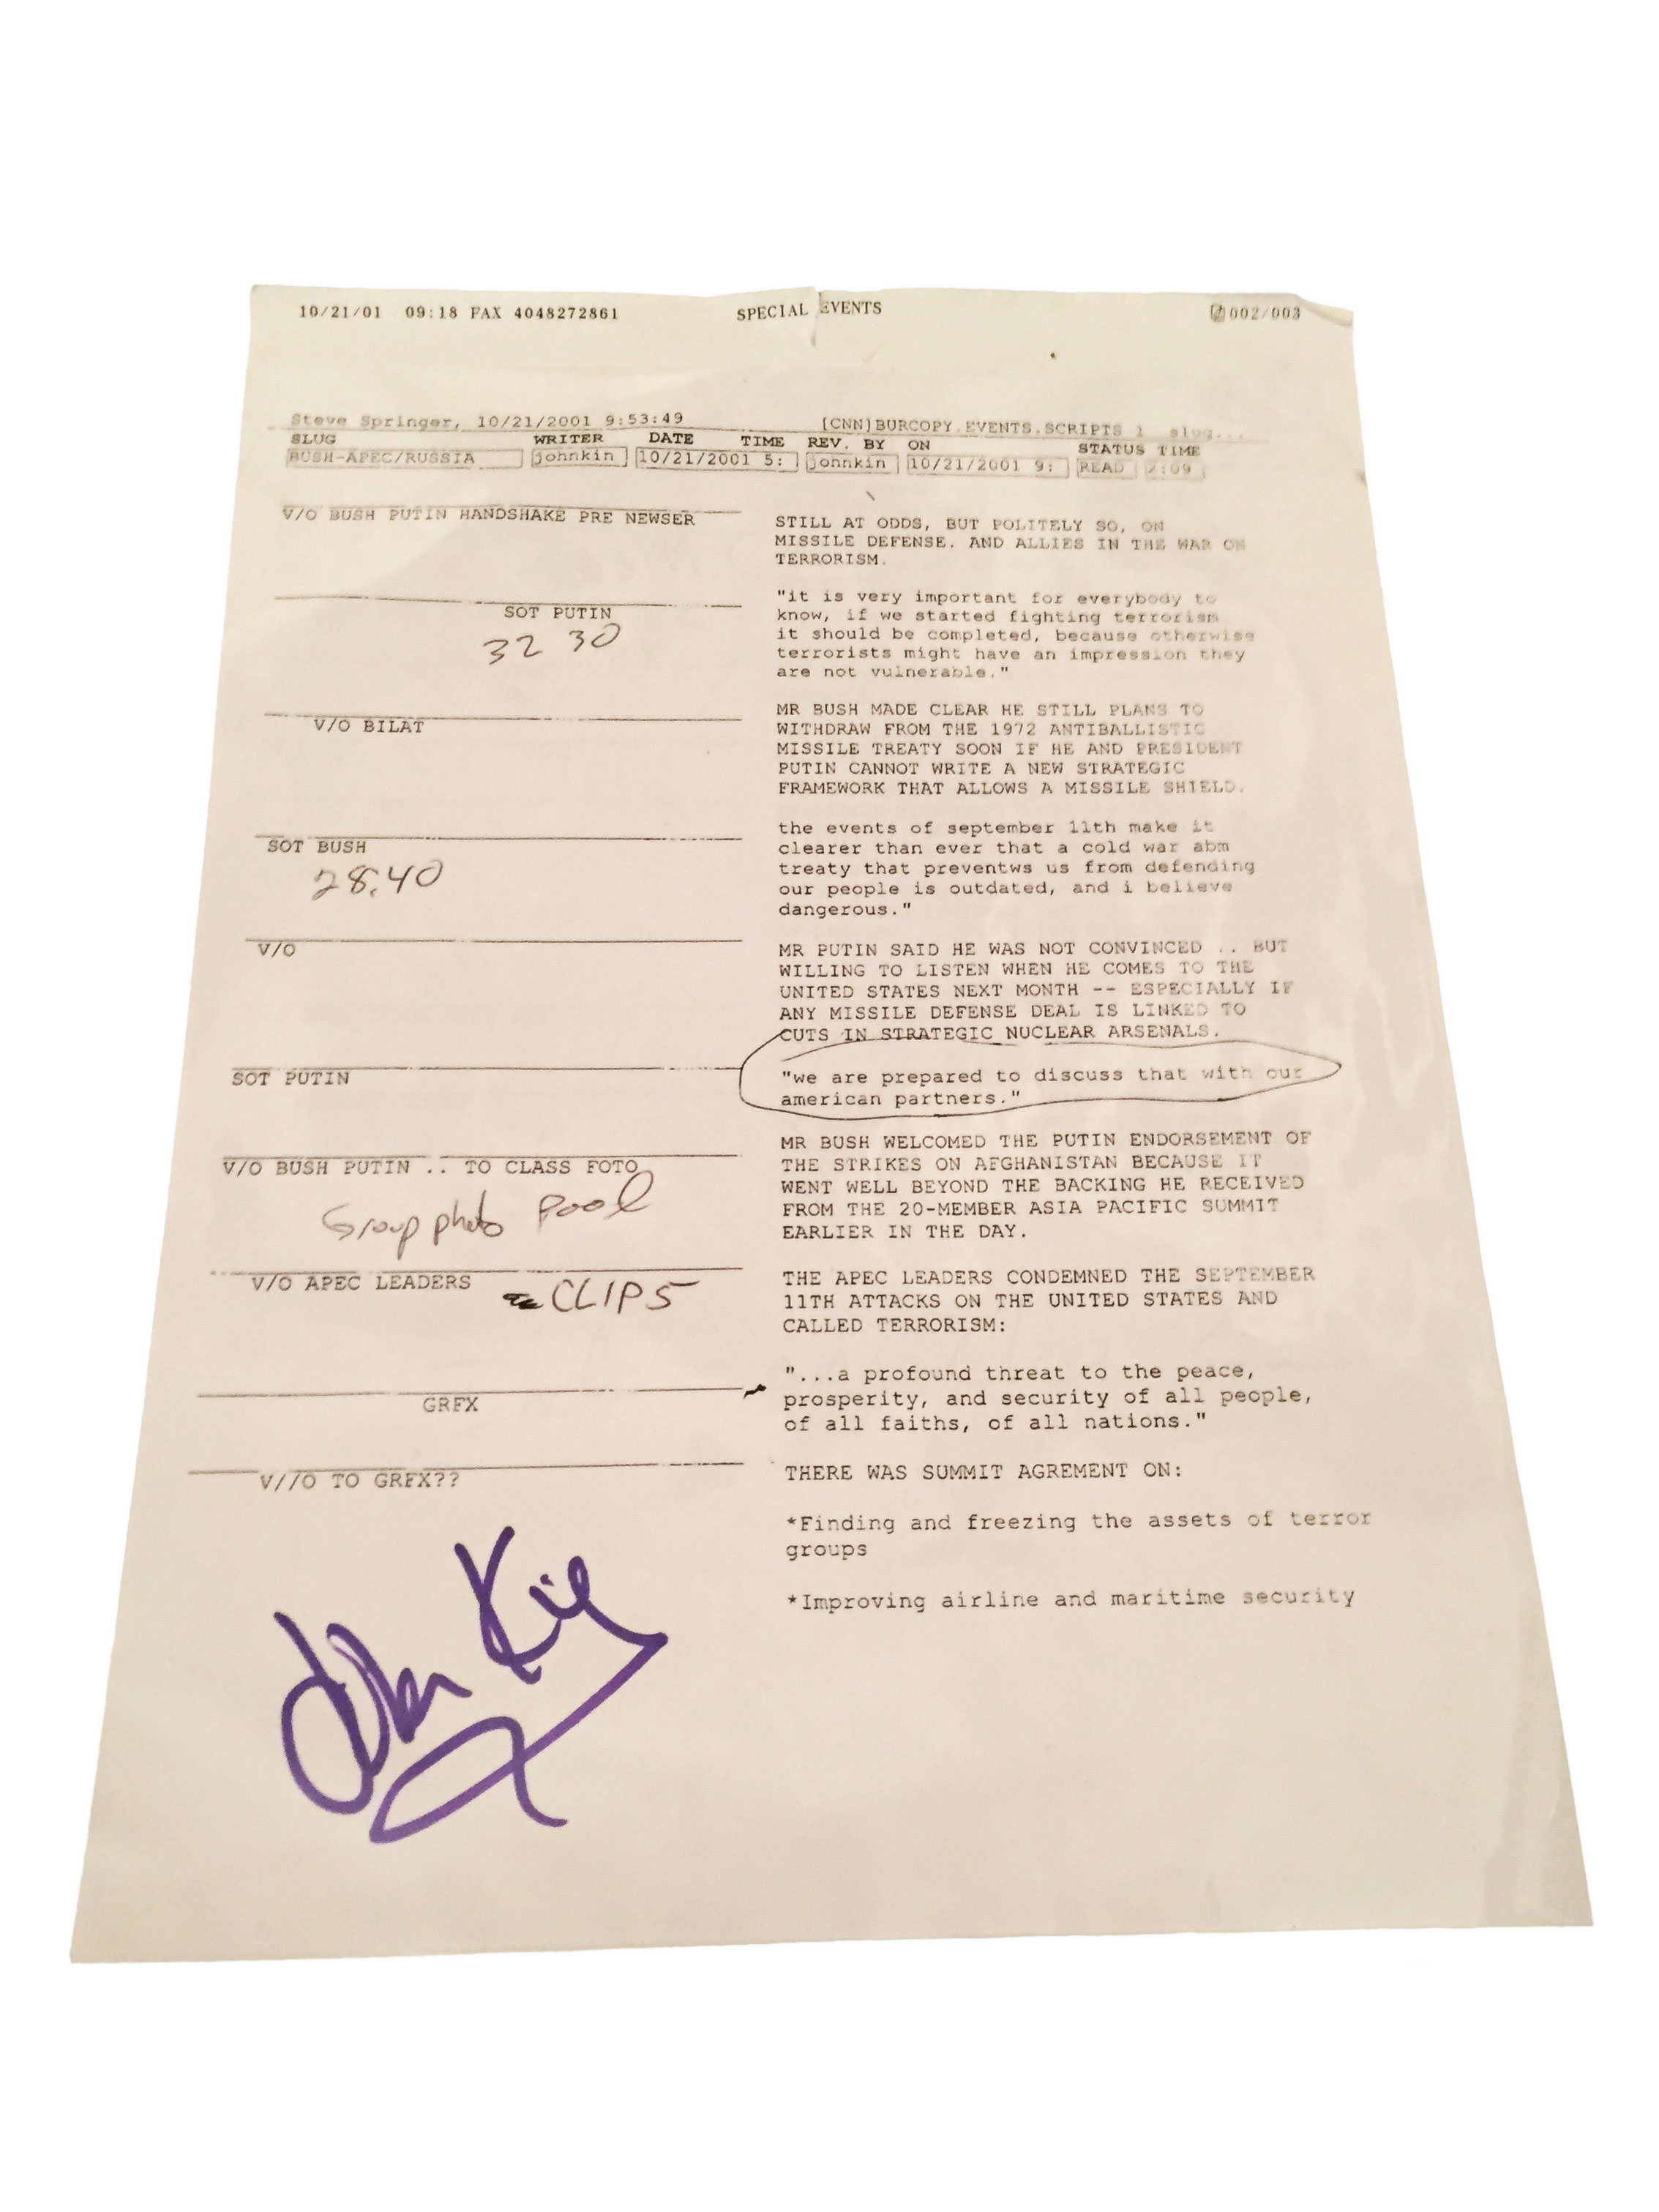 10/21/01 09:18 FAX 4048272861 SPECIAL EVENTS 002/003
Steve Springer, 10/21/2001 9:53:49 [CNN]BURCOPY.EVENTS.SCRIPTS 1 slug...
SLUG WRITER DATE TIME REV. BY ON STATUS TIME
BUSH-APEC/RUSSIA johnkin 10/21/2001 5: johnkin 10/21/2001 9: READ 2:09
V/O BUSH PUTIN HANDSHAKE PRE NEWSER
STILL AT ODDS, BUT POLITELY SO, ON
MISSILE DEFENSE. AND ALLIES IN THE WAR ON
TERRORISM.
SOT PUTIN
32 30
"it is very important for everybody to
know, if we started fighting terrorism
it should be completed, because otherwise
terrorists might have an impression they
are not vulnerable."
V/O BILAT
MR BUSH MADE CLEAR HE STILL PLANS TO
WITHDRAW FROM THE 1972 ANTIBALLISTIC
MISSILE TREATY SOON IF HE AND PRESIDENT
PUTIN CANNOT WRITE A NEW STRATEGIC
FRAMEWORK THAT ALLOWS A MISSILE SHIELD.
SOT BUSH
28.40
the events of september 11th make it
clearer than ever that a cold war abm
treaty that preventws us from defending
our people is outdated, and i believe
dangerous."
V/O
MR PUTIN SAID HE WAS NOT CONVINCED .. BUT
WILLING TO LISTEN WHEN HE COMES TO THE
UNITED STATES NEXT MONTH -- ESPECIALLY IF
ANY MISSILE DEFENSE DEAL IS LINKED TO
CUTS IN STRATEGIC NUCLEAR ARSENALS.
SOT PUTIN
"we are prepared to discuss that with our
american partners."
V/O BUSH PUTIN .. TO CLASS FOTO
Group photo Pool
MR BUSH WELCOMED THE PUTIN ENDORSEMENT OF
THE STRIKES ON AFGHANISTAN BECAUSE IT
WENT WELL BEYOND THE BACKING HE RECEIVED
FROM THE 20-MEMBER ASIA PACIFIC SUMMIT
EARLIER IN THE DAY.
V/O APEC LEADERS CLIPS
THE APEC LEADERS CONDEMNED THE SEPTEMBER
11TH ATTACKS ON THE UNITED STATES AND
CALLED TERRORISM:
GRFX
"...a profound threat to the peace,
prosperity, and security of all people,
of all faiths, of all nations."
V//O TO GRFX??
THERE WAS SUMMIT AGREMENT ON:
*Finding and freezing the assets of terror
groups
*Improving airline and maritime security
John King